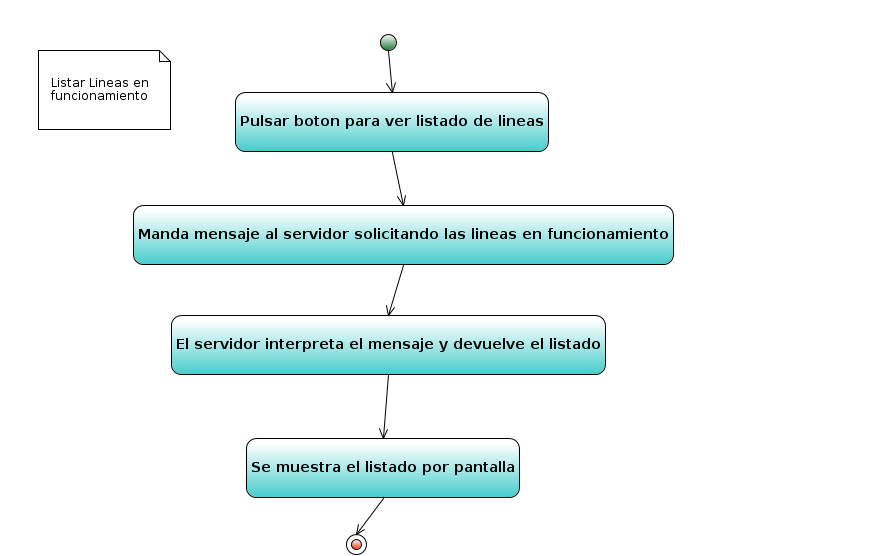 Listar Lineas en
funcionamiento
Pulsar boton para ver listado de lineas
Manda mensaje al servidor solicitando las lineas en funcionamiento
El servidor interpreta el mensaje y devuelve el listado
Se muestra el listado por pantalla